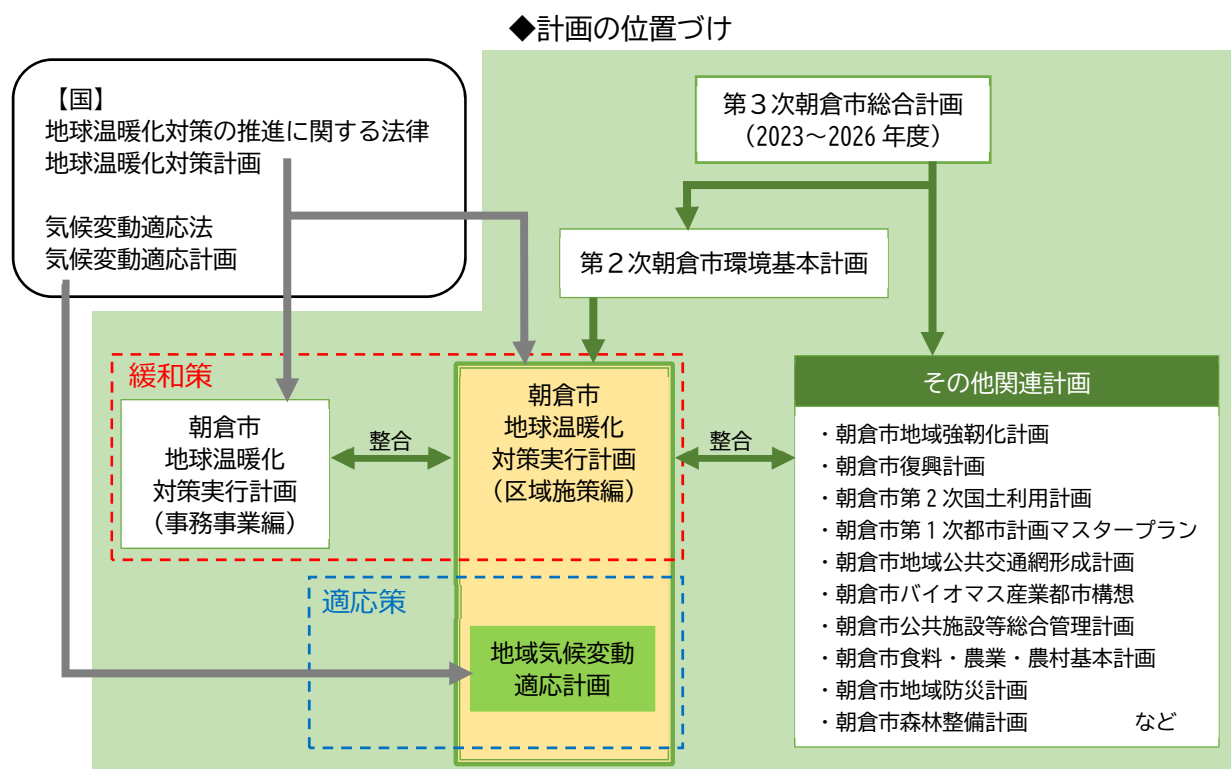 ◆計画の位置づけ
【国】
地球温暖化対策の推進に関する法律
地球温暖化対策計画
気候変動適応法
気候変動適応計画
第３次朝倉市総合計画
（2023～2026 年度）
第２次朝倉市環境基本計画
緩和策
朝倉市
地球温暖化
対策実行計画
（事務事業編）
整合
朝倉市
地球温暖化
対策実行計画
（区域施策編）
整合
適応策
地域気候変動
適応計画
その他関連計画
・朝倉市地域強靭化計画
・朝倉市復興計画
・朝倉市第２次国土利用計画
・朝倉市第１次都市計画マスタープラン
・朝倉市地域公共交通網形成計画
・朝倉市バイオマス産業都市構想
・朝倉市公共施設等総合管理計画
・朝倉市食料・農業・農村基本計画
・朝倉市地域防災計画
・朝倉市森林整備計画　　　　　など